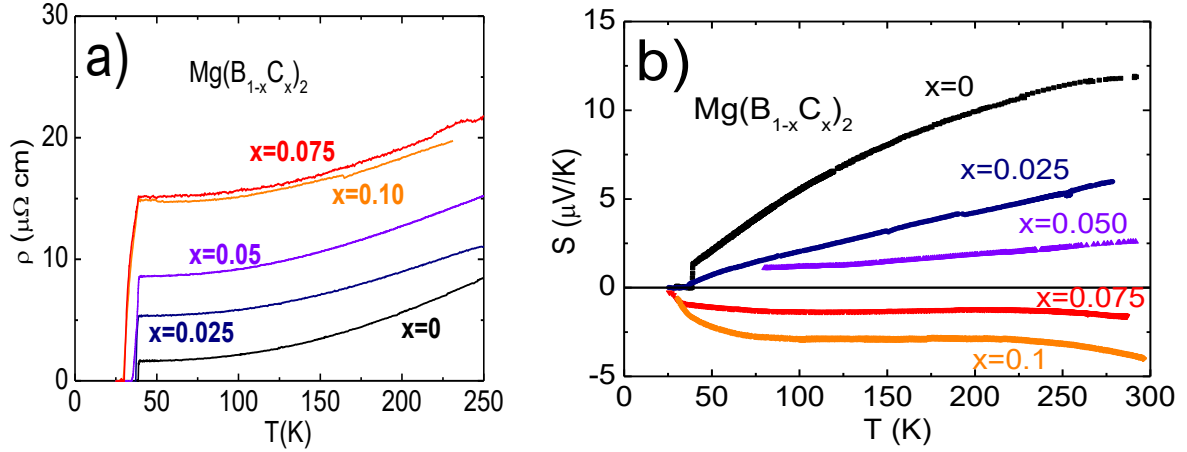 a)
Mg(B1-xCx)2
30
20
10
0
ρ (μΩ cm)
x=0.075
x=0.10
x=0.05
x=0.025
x=0
0 50 100 150 200 250
T(K)
b)
Mg(B1-xCx)2
15
10
5
0
-5
S (μV/K)
x=0
x=0.025
x=0.050
x=0.075
x=0.1
0 50 100 150 200 250 300
T (K)